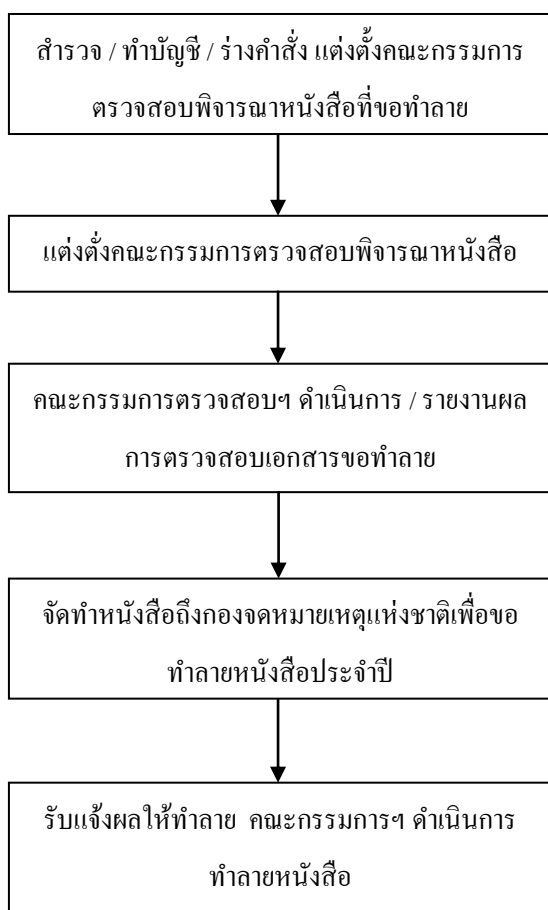 สำรวจ / ทำบัญชี / ร่างคำสั่ง แต่งตั้งคณะกรรมการ
ตรวจสอบพิจารณาหนังสือที่ขอทำลาย
แต่งตั่งคณะกรรมการตรวจสอบพิจารณาหนังสือ
คณะกรรมการตรวจสอบฯ ดำเนินการ / รายงานผล
การตรวจสอบเอกสารขอทำลาย
จัดทำหนังสือถึงกองจดหมายเหตุแห่งชาติเพื่อขอ
ทำลายหนังสือประจำปี
รับแจ้งผลให้ทำลาย คณะกรรมการฯ ดำเนินการ
ทำลายหนังสือ